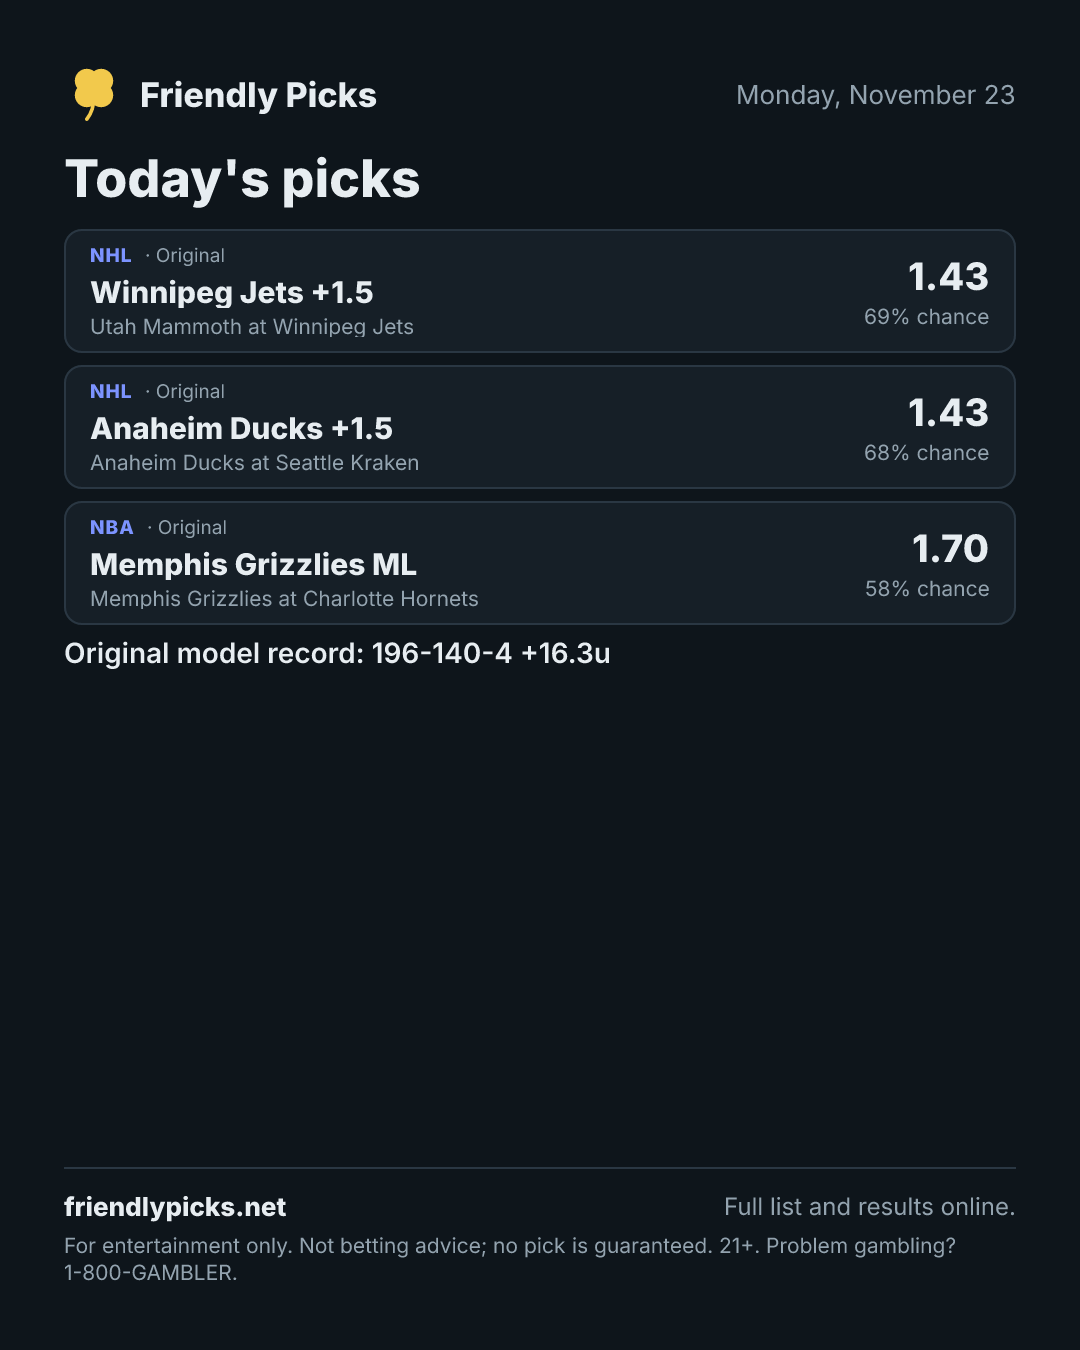 Friendly Picks
Monday, November 23
Today's picks
NHL · Original
Winnipeg Jets +1.5
Utah Mammoth at Winnipeg Jets
1.43
69% chance
NHL · Original
Anaheim Ducks +1.5
Anaheim Ducks at Seattle Kraken
1.43
68% chance
NBA · Original
Memphis Grizzlies ML
Memphis Grizzlies at Charlotte Hornets
1.70
58% chance
Original model record: 196-140-4 +16.3u
friendlypicks.net
Full list and results online.
For entertainment only. Not betting advice; no pick is guaranteed. 21+. Problem gambling?
1-800-GAMBLER.